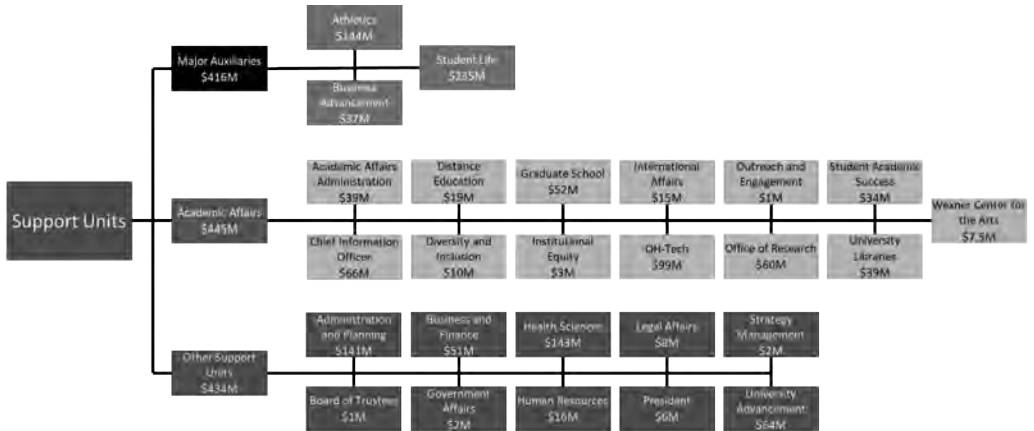 Athletics
$144M
Major Auxiliaries
$416M
Student Life
$235M
Business
Advancement
$37M
Academic Affairs
Administration
$39M
Distance
Education
$19M
Graduate School
$52M
International
Affairs
$15M
Outreach and
Engagement
$1M
Student Academic
Success
$34M
Support Units
Academic Affairs
$445M
Wexner Center for
the Arts
$7.5M
Chief Information
Officer
$66M
Diversity and
Inclusion
$10M
Institutional
Equity
$3M
OH-Tech
$99M
Office of Research
$60M
University
Libraries
$39M
Administration
and Planning
$141M
Business and
Finance
$51M
Health Sciences
$143M
Legal Affairs
$8M
Strategy
Management
$2M
Other Support
Units
$434M
Board of Trustees
$1M
Government
Affairs
$2M
Human Resources
$16M
President
$6M
University
Advancement
$64M